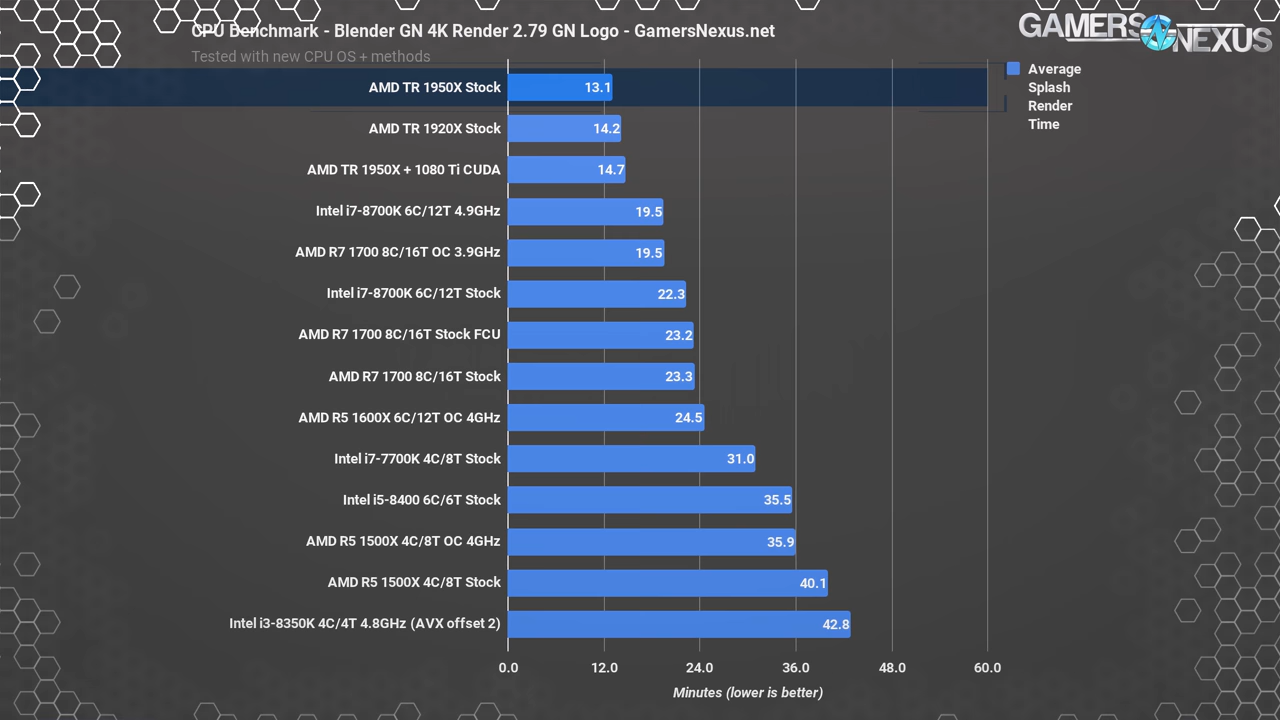 CPU Benchmark - Blender GN 4K Render 2.79 GN Logo - GamersNexus.net
Tested with new CPU OS + methods
GAMERS NEXUS
Average
Splash
Render
Time
AMD TR 1950X Stock 13.1
AMD TR 1920X Stock 14.2
AMD TR 1950X + 1080 Ti CUDA 14.7
Intel i7-8700K 6C/12T 4.9GHz 19.5
AMD R7 1700 8C/16T OC 3.9GHz 19.5
Intel i7-8700K 6C/12T Stock 22.3
AMD R7 1700 8C/16T Stock FCU 23.2
AMD R7 1700 8C/16T Stock 23.3
AMD R5 1600X 6C/12T OC 4GHz 24.5
Intel i7-7700K 4C/8T Stock 31.0
Intel i5-8400 6C/6T Stock 35.5
AMD R5 1500X 4C/8T OC 4GHz 35.9
AMD R5 1500X 4C/8T Stock 40.1
Intel i3-8350K 4C/4T 4.8GHz (AVX offset 2) 42.8
0.0 12.0 24.0 36.0 48.0 60.0
Minutes (lower is better)